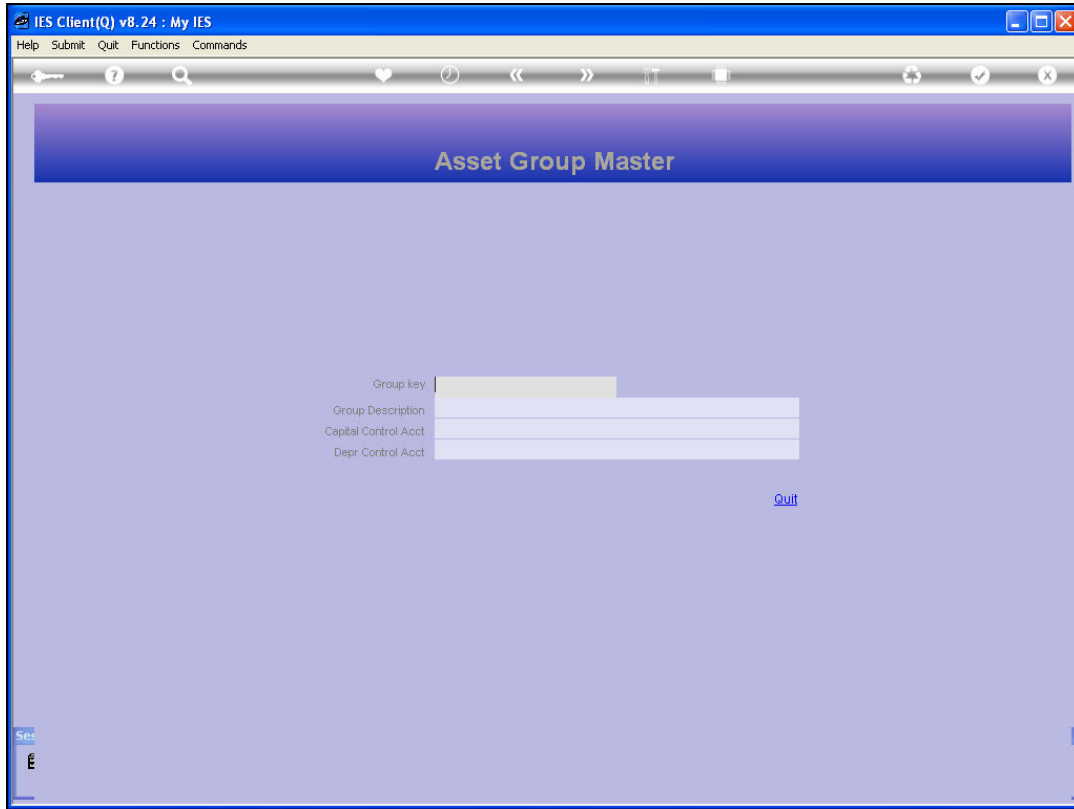 IES Client(Q) v8.24 : My IES
Help Submit Quit Functions Commands
Asset Group Master
Group key
Group Description
Capital Control Acct
Depr Control Acct
Quit
Ses